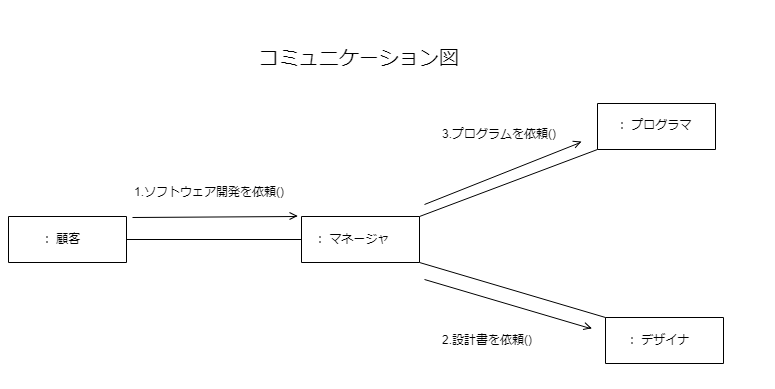 コミュニケーション図
3.プログラムを依頼()
: プログラマ
1.ソフトウェア開発を依頼()
: 顧客
: マネージャ
2.設計書を依頼()
: デザイナ